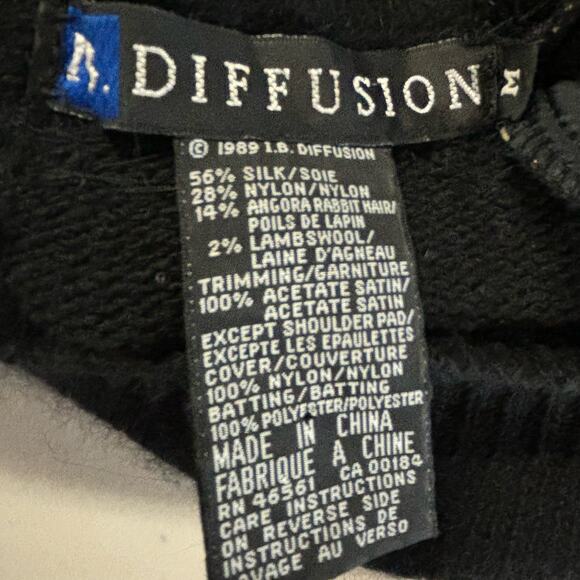 DIFFUSION M
© 1989 I.B. DIFFUSION
56% SILK/SOIE
28% NYLON/NYLON
14% ANGORA RABBIT HAIR/
POILS DE LAPIN
2% LAMBSWOOL/
LAINE D'AGNEAU
TRIMMING/GARNITURE
100% ACETATE SATIN/
ACETATE SATIN
EXCEPT SHOULDER PAD/
EXCEPTE LES EPAULETTES
COVER/COUVERTURE
100% NYLON/NYLON
BATTING/BATTING
100% POLYESTER/POLYESTER
MADE IN CHINA
FABRIQUE A CHINE
RN 46561 CA 00184
CARE INSTRUCTIONS
ON REVERSE SIDE
INSTRUCTIONS DE
LAVAGE AU VERSO